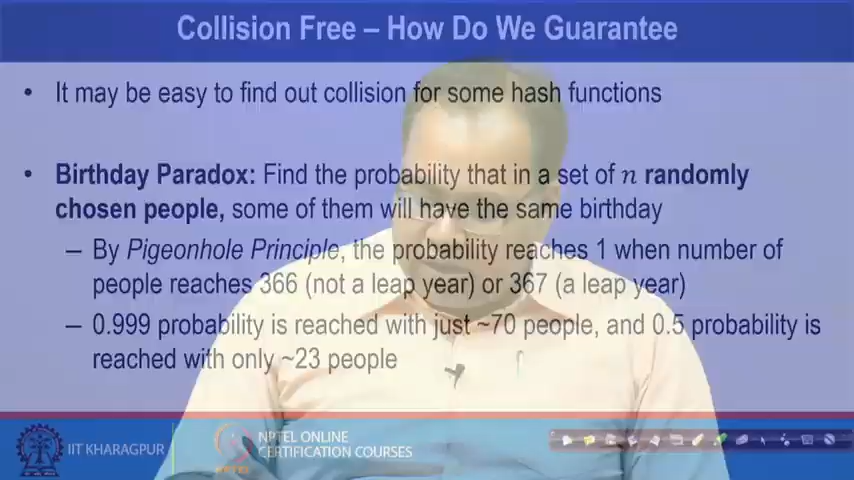 Collision Free – How Do We Guarantee
• It may be easy to find out collision for some hash functions
• Birthday Paradox: Find the probability that in a set of n randomly
chosen people, some of them will have the same birthday
– By Pigeonhole Principle, the probability reaches 1 when number of
people reaches 366 (not a leap year) or 367 (a leap year)
– 0.999 probability is reached with just ~70 people, and 0.5 probability is
reached with only ~23 people
IIT KHARAGPUR
NPTEL ONLINE
CERTIFICATION COURSES